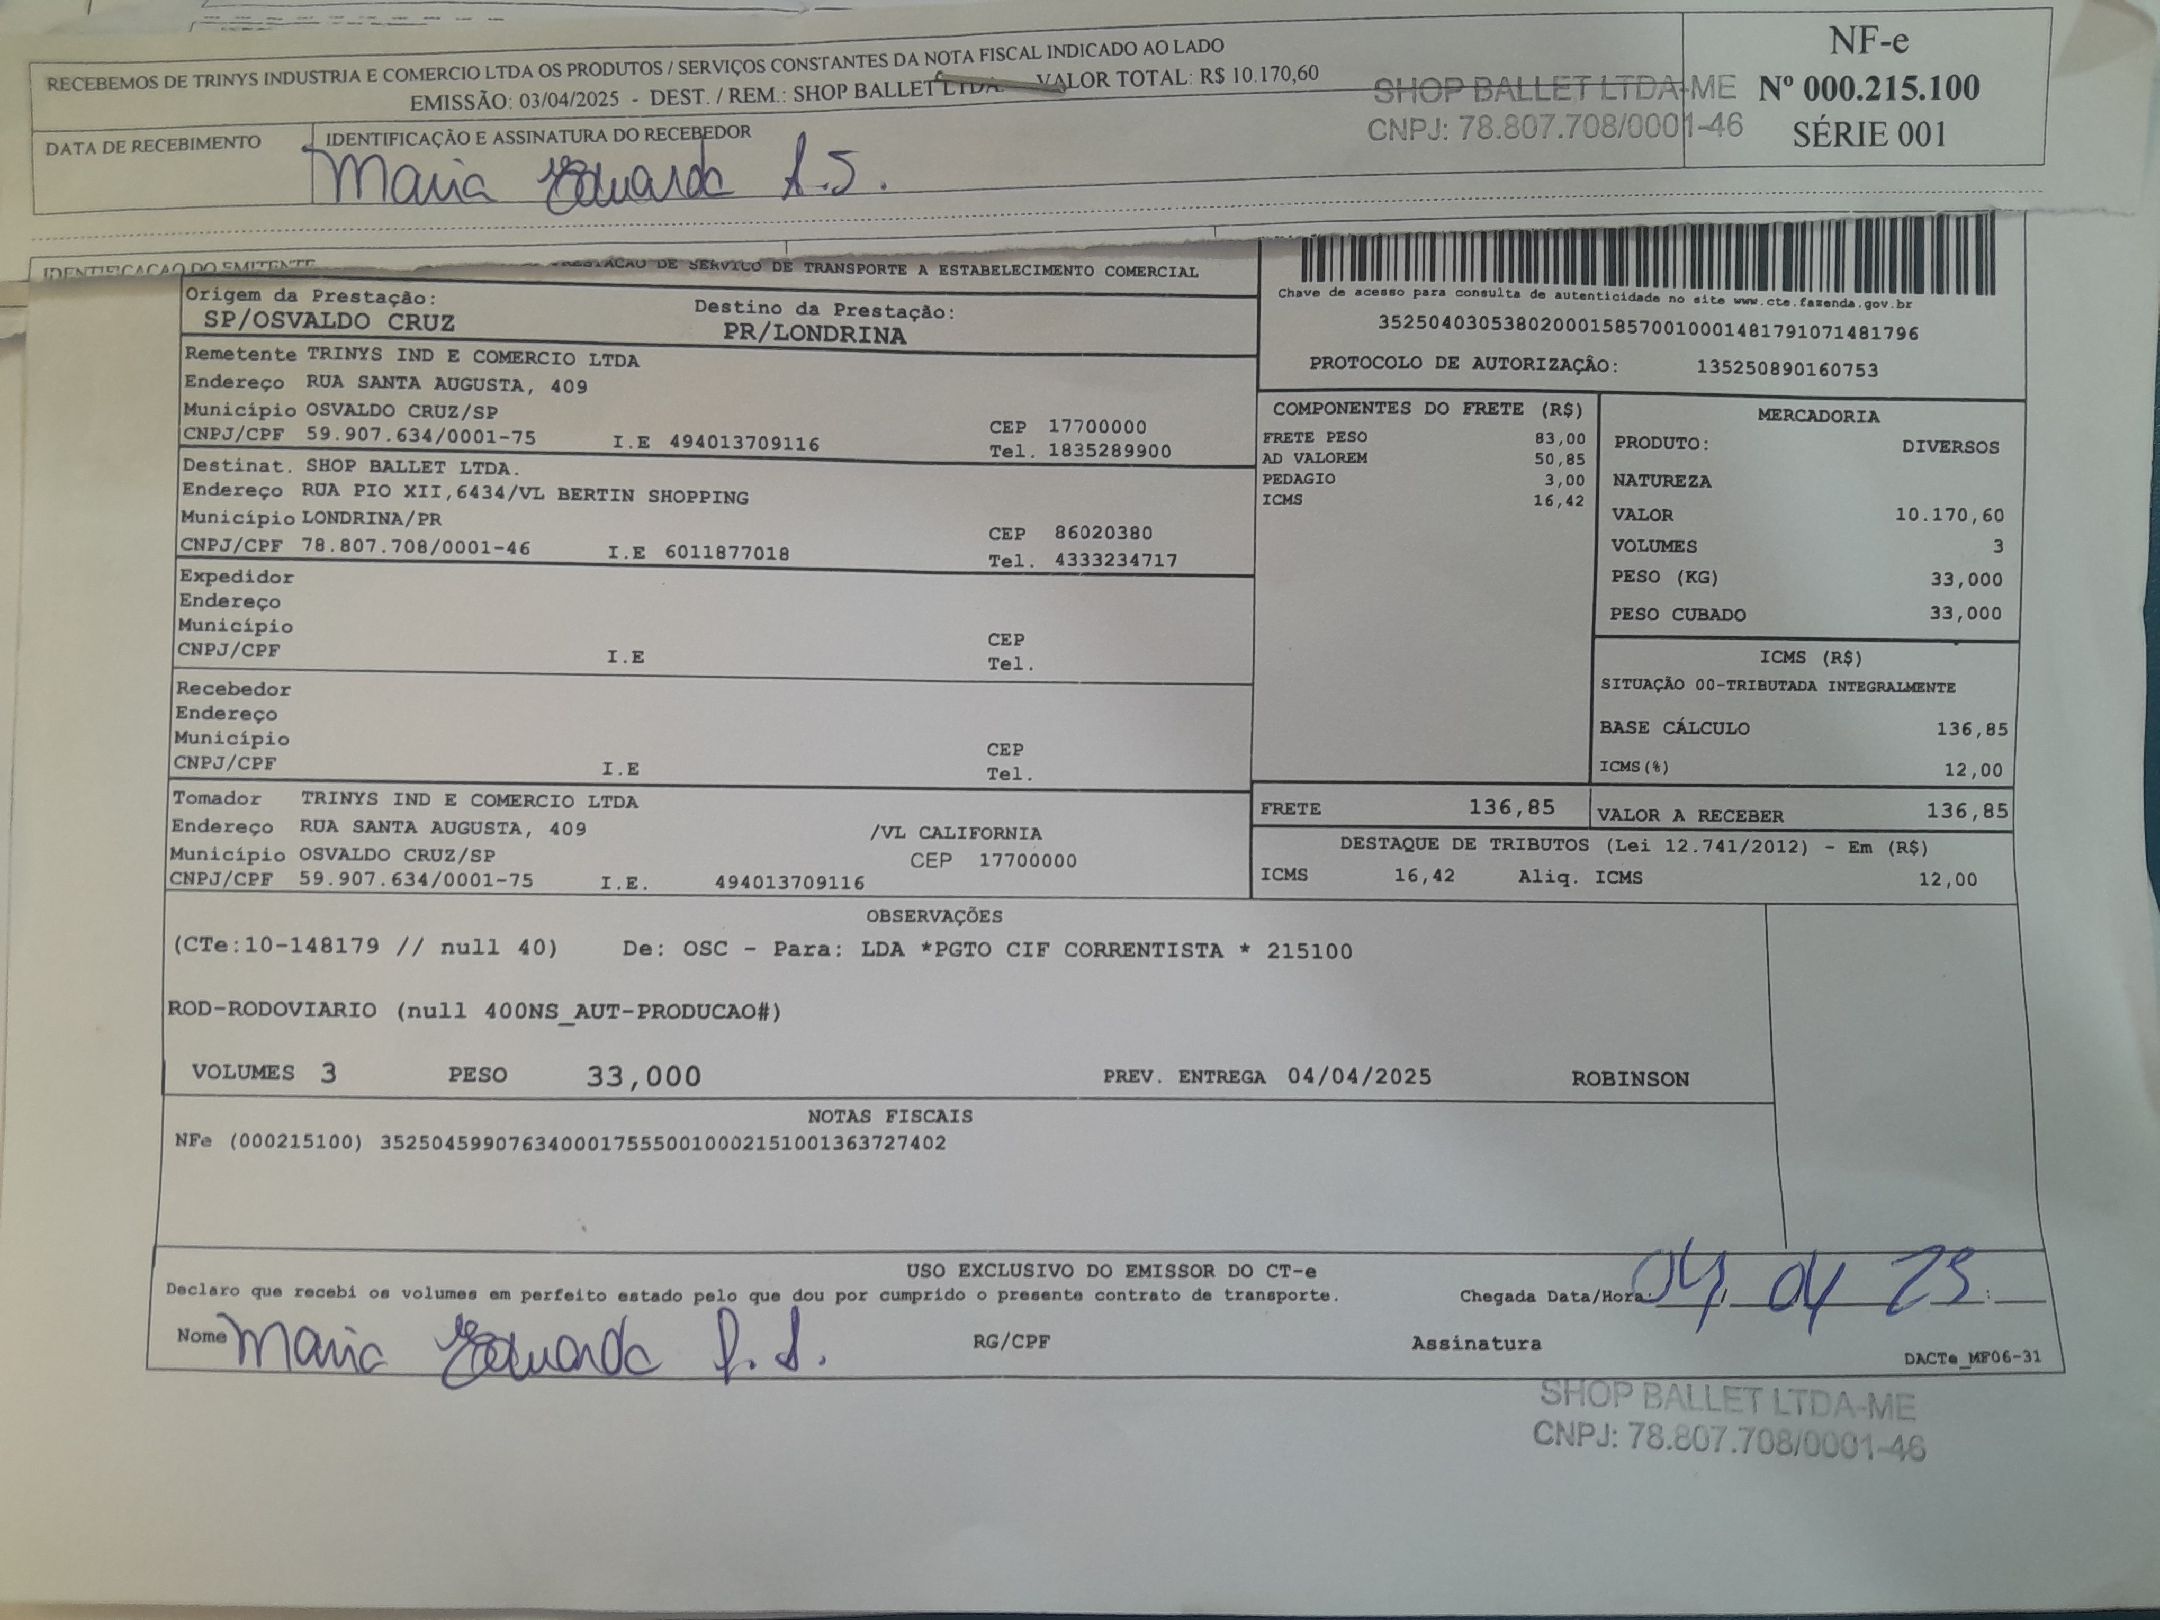 RECEBEMOS DE TRINYS INDUSTRIA E COMERCIO LTDA OS PRODUTOS / SERVIÇOS CONSTANTES DA NOTA FISCAL INDICADO AO LADO
EMISSÃO: 03/04/2025 - DEST. / REM.: SHOP BALLET LTDA. VALOR TOTAL: R$ 10.170,60
DATA DE RECEBIMENTO
IDENTIFICAÇÃO E ASSINATURA DO RECEBEDOR
Maria Eduarda
SHOP BALLET LTDA-ME
CNPJ: 78.807.708/0001-46
NF-e
Nº 000.215.100
SÉRIE 001
IDENTIFICAÇÃO DO EMITENTE
DE SERVICO DE TRANSPORTE A ESTABELECIMENTO COMERCIAL
Origem da Prestação:
SP/OSVALDO CRUZ
Destino da Prestação:
PR/LONDRINA
Chave de acesso para consulta de autenticidade no site www.cte.fazenda.gov.br
35250403053802000158570010001481791071481796
PROTOCOLO DE AUTORIZAÇÃO: 135250890160753
Remetente TRINYS IND E COMERCIO LTDA
Endereço RUA SANTA AUGUSTA, 409
Município OSVALDO CRUZ/SP CEP 17700000
CNPJ/CPF 59.907.634/0001-75 I.E 494013709116 Tel. 1835289900
Destinat. SHOP BALLET LTDA.
Endereço RUA PIO XII,6434/VL BERTIN SHOPPING
Município LONDRINA/PR CEP 86020380
CNPJ/CPF 78.807.708/0001-46 I.E 6011877018 Tel. 4333234717
Expedidor
Endereço
Município CEP
CNPJ/CPF I.E Tel.
Recebedor
Endereço
Município CEP
CNPJ/CPF I.E Tel.
Tomador TRINYS IND E COMERCIO LTDA
Endereço RUA SANTA AUGUSTA, 409 /VL CALIFORNIA
Município OSVALDO CRUZ/SP CEP 17700000
CNPJ/CPF 59.907.634/0001-75 I.E. 494013709116
COMPONENTES DO FRETE (R$)
FRETE PESO 83,00
AD VALOREM 50,85
PEDAGIO 3,00
ICMS 16,42
MERCADORIA
PRODUTO: DIVERSOS
NATUREZA
VALOR 10.170,60
VOLUMES 3
PESO (KG) 33,000
PESO CUBADO 33,000
ICMS (R$)
SITUAÇÃO 00-TRIBUTADA INTEGRALMENTE
BASE CÁLCULO 136,85
ICMS(%) 12,00
FRETE 136,85 VALOR A RECEBER 136,85
DESTAQUE DE TRIBUTOS (Lei 12.741/2012) - Em (R$)
ICMS 16,42 Aliq. ICMS 12,00
OBSERVAÇÕES
(CTe:10-148179 // null 40) De: OSC - Para: LDA *PGTO CIF CORRENTISTA * 215100
ROD-RODOVIARIO (null 400NS_AUT-PRODUCAO#)
VOLUMES 3 PESO 33,000 PREV. ENTREGA 04/04/2025 ROBINSON
NOTAS FISCAIS
NFe (000215100) 35250459907634000175550010002151001363727402
USO EXCLUSIVO DO EMISSOR DO CT-e
Declaro que recebi os volumes em perfeito estado pelo que dou por cumprido o presente contrato de transporte.
Chegada Data/Hora: 04 / 04 25 :
Nome Maria Eduarda RG/CPF Assinatura
DACTe_MF06-31
SHOP BALLET LTDA-ME
CNPJ: 78.807.708/0001-46